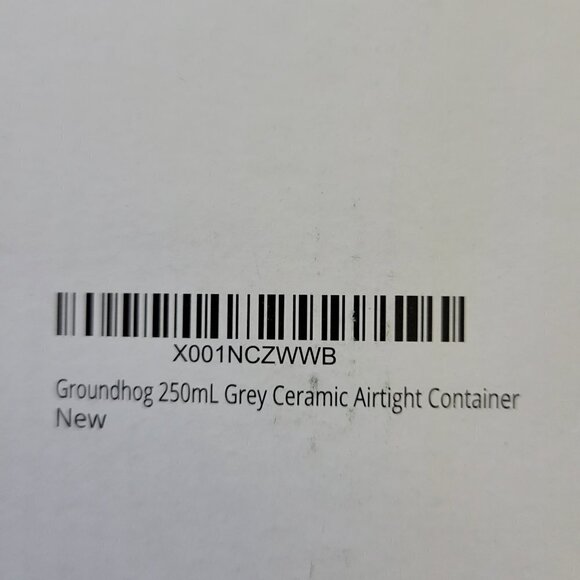 X001NCZWWB
Groundhog 250mL Grey Ceramic Airtight Container
New